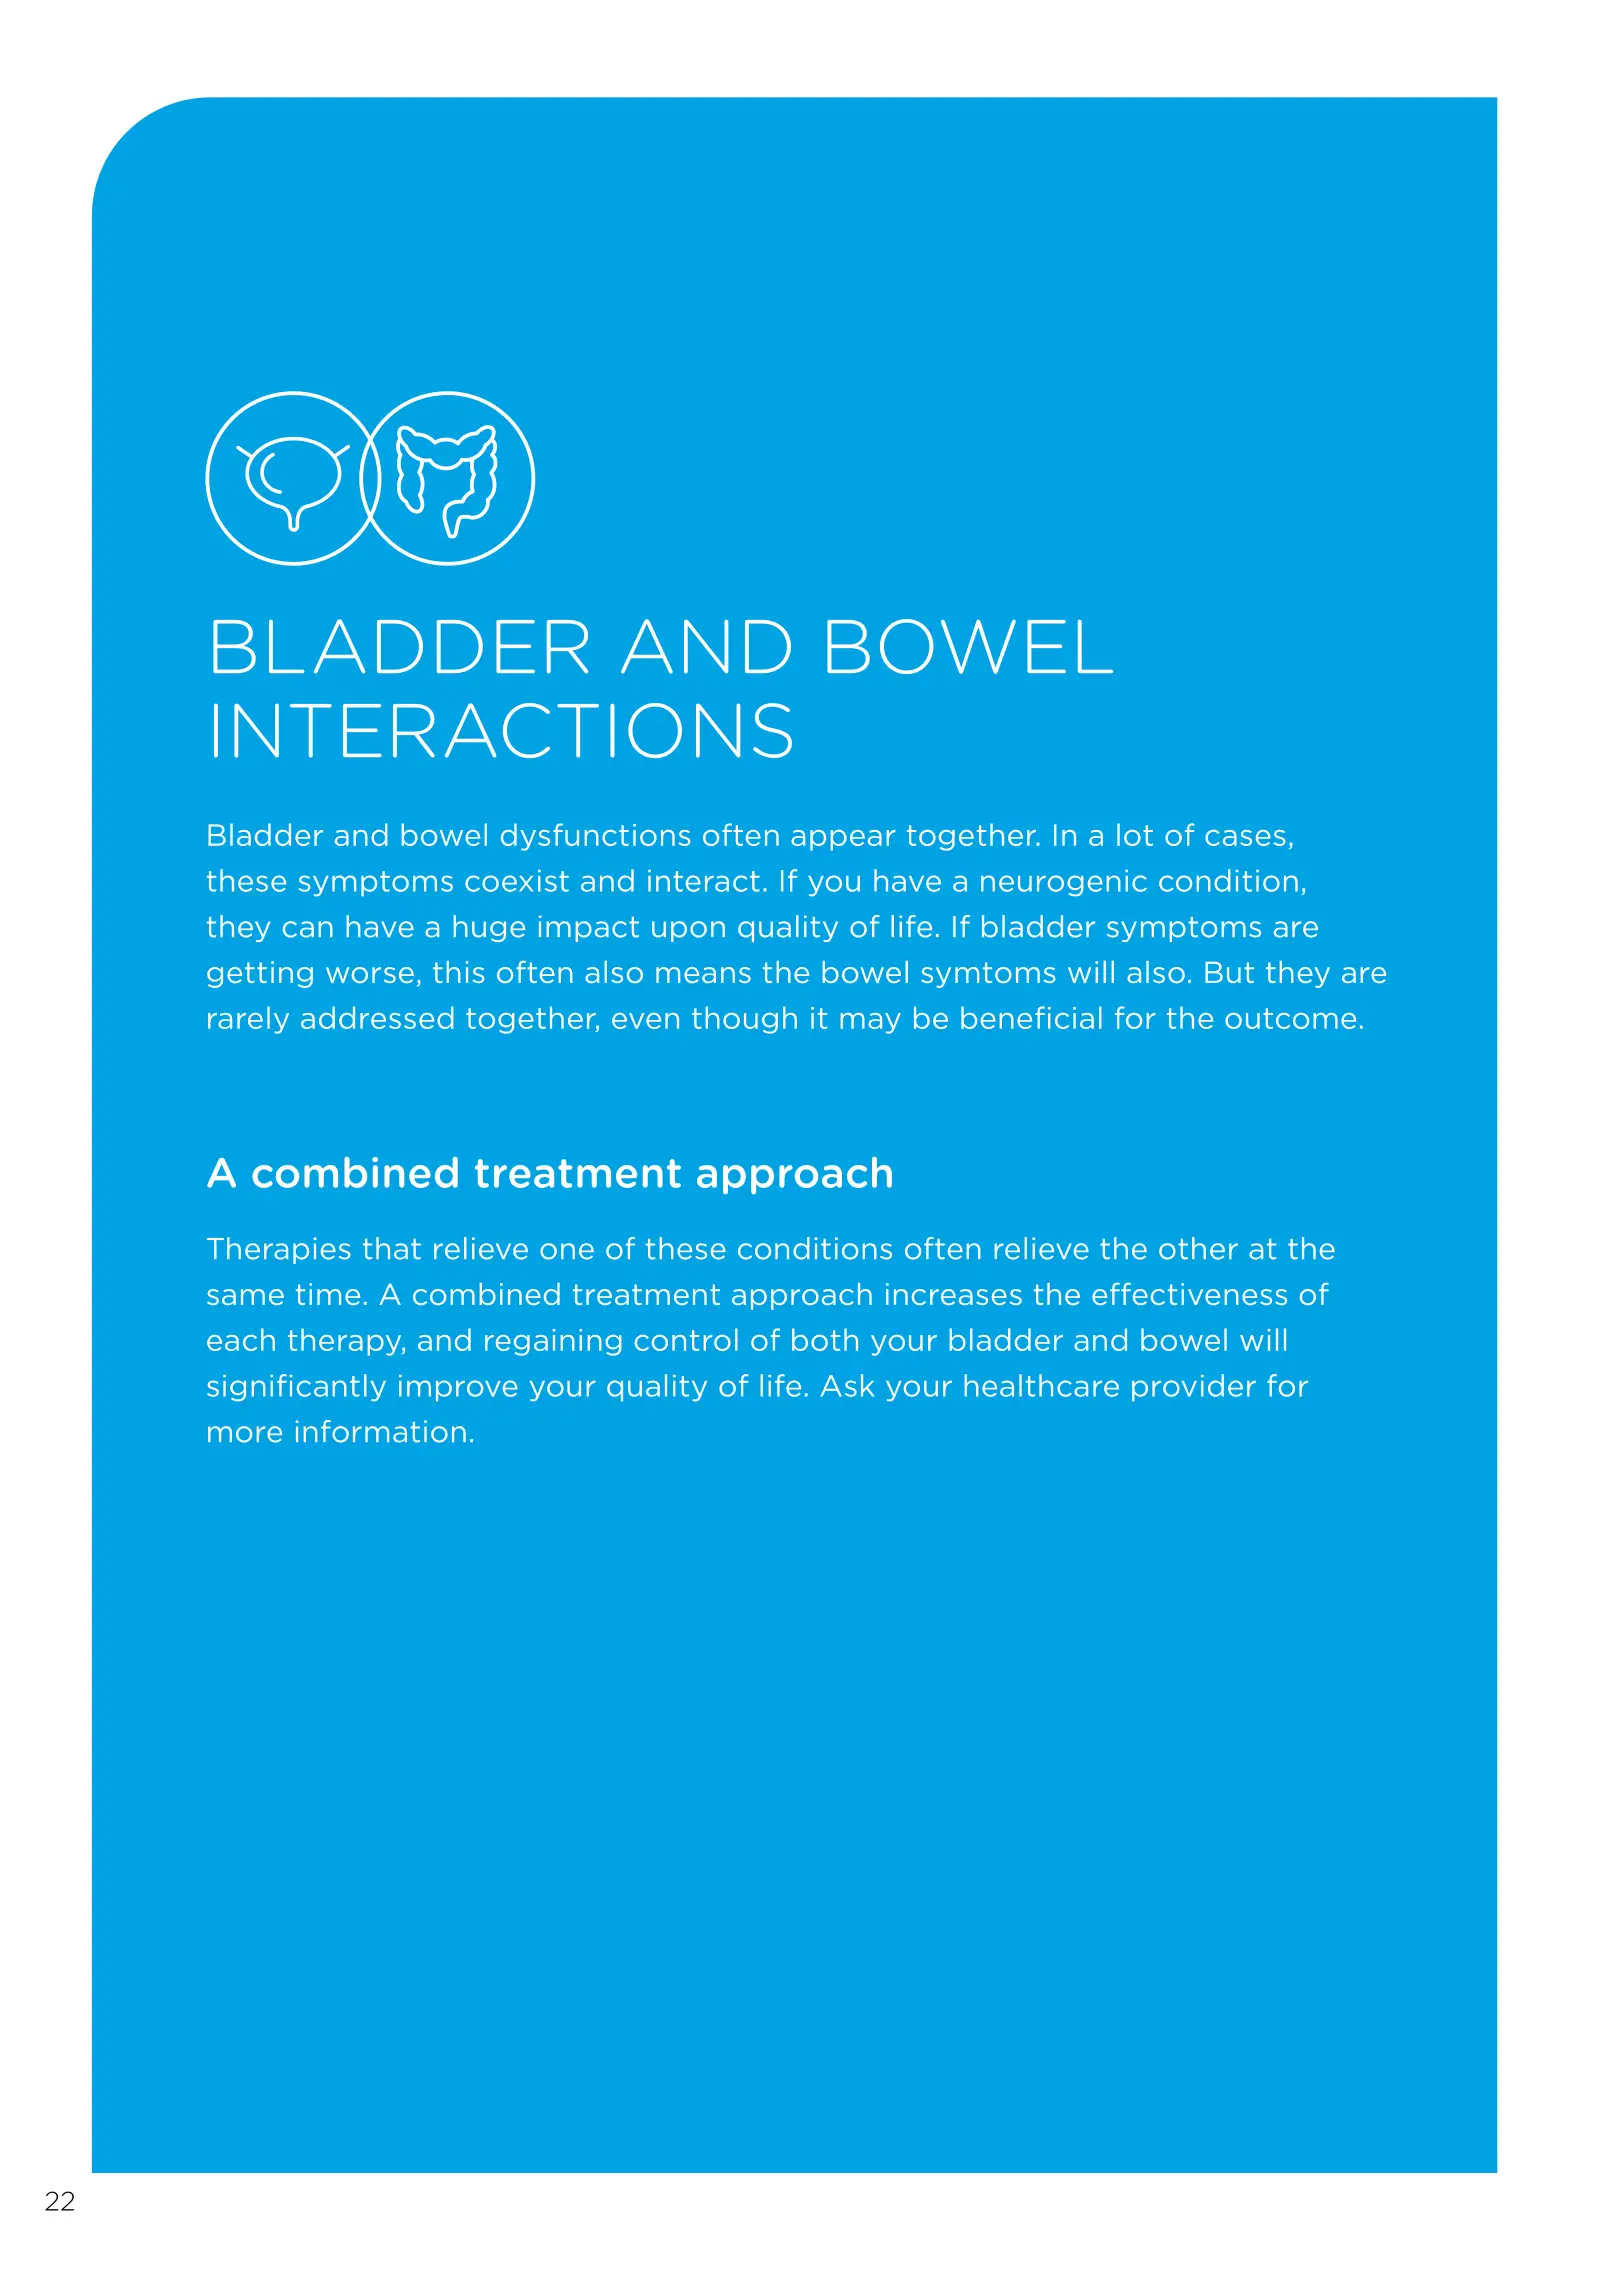 BLADDER AND BOWEL
INTERACTIONS
Bladder and bowel dysfunctions often appear together. In a lot of cases,
these symptoms coexist and interact. If you have a neurogenic condition,
they can have a huge impact upon quality of life. If bladder symptoms are
getting worse, this often also means the bowel symtoms will also. But they are
rarely addressed together, even though it may be beneficial for the outcome.
A combined treatment approach
Therapies that relieve one of these conditions often relieve the other at the
same time. A combined treatment approach increases the effectiveness of
each therapy, and regaining control of both your bladder and bowel will
significantly improve your quality of life. Ask your healthcare provider for
more information.
22